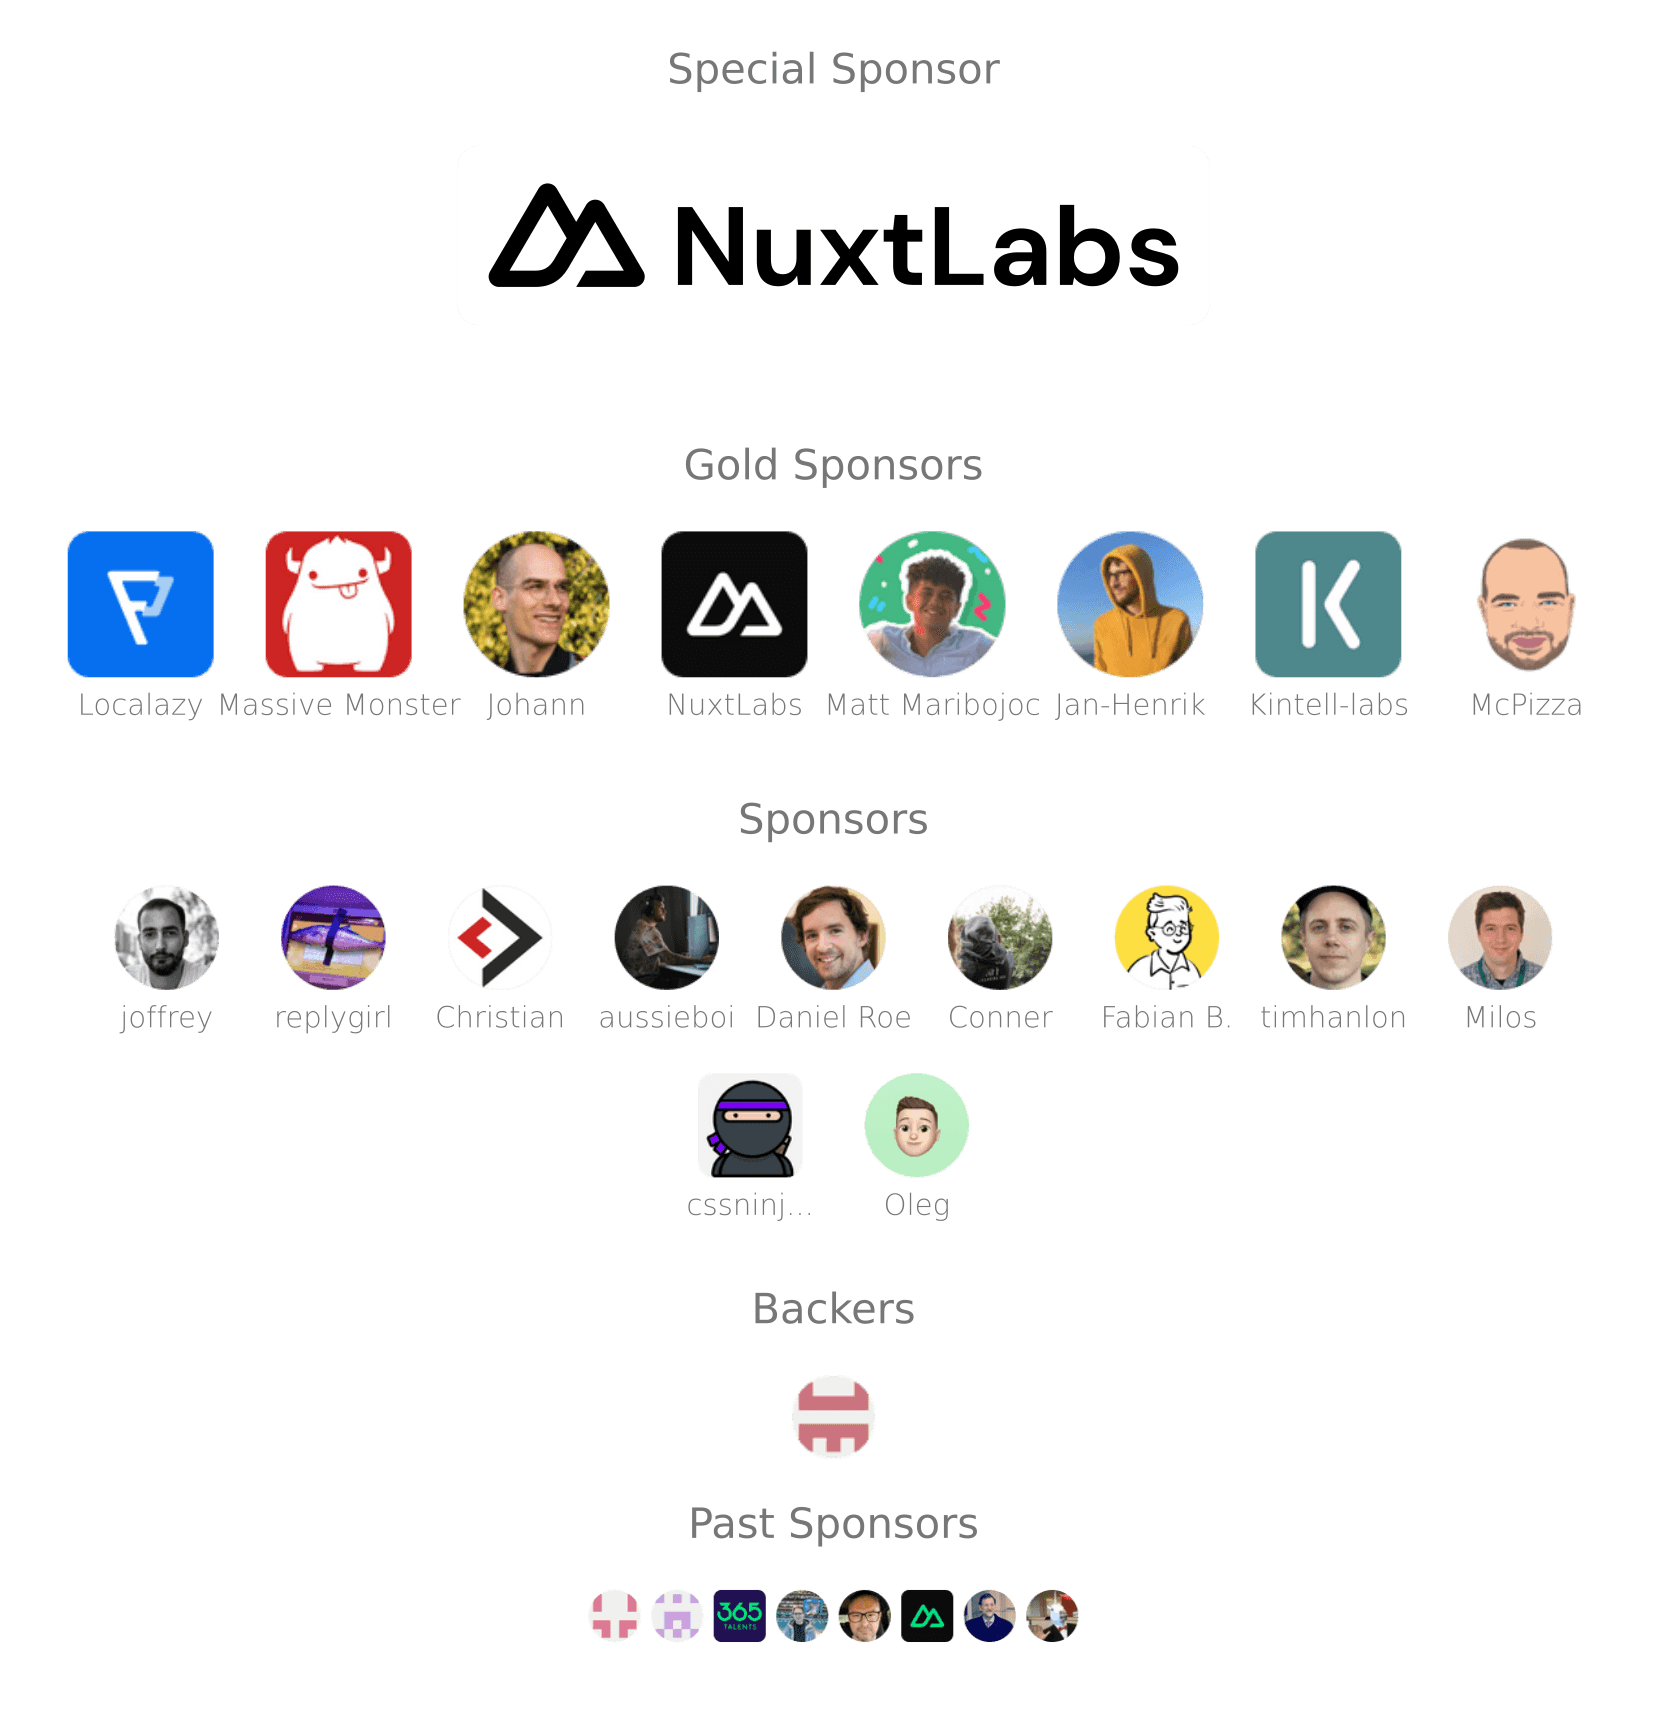 Special Sponsor
NuxtLabs
Gold Sponsors
Localazy Massive Monster Johann NuxtLabs Matt Maribojoc Jan-Henrik Kintell-labs McPizza
Sponsors
joffrey replygirl Christian aussieboi Daniel Roe Conner Fabian B. timhanlon Milos
cssninj... Oleg
Backers
Past Sponsors
365
TALENTS